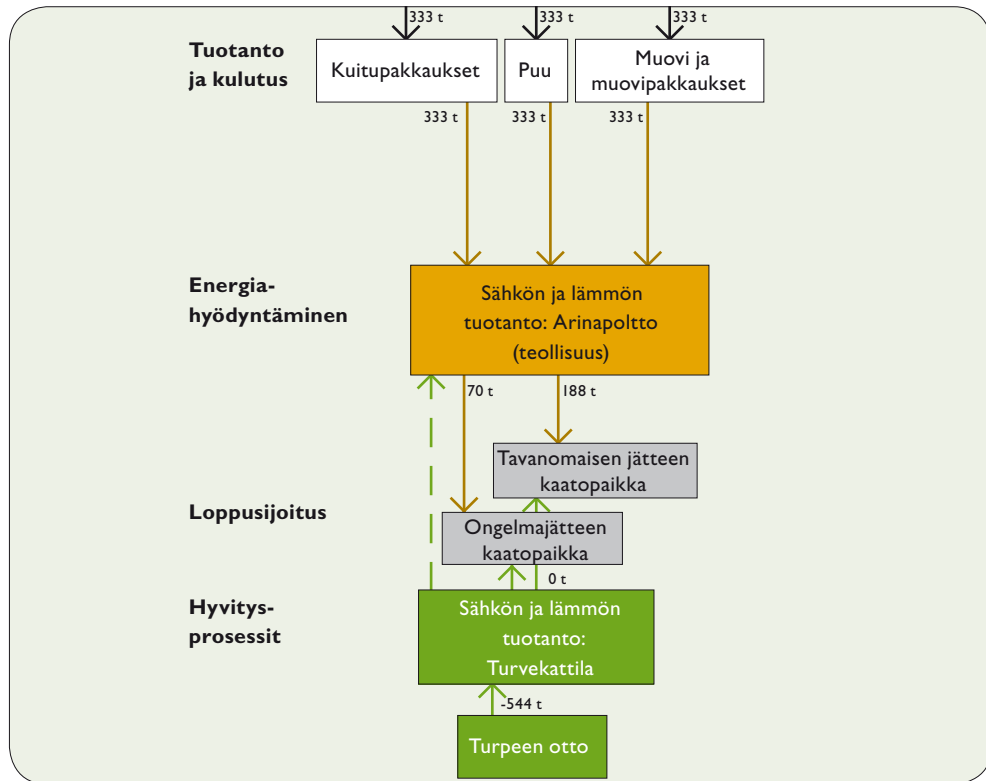 333 t
333 t
333 t
Tuotanto
ja kulutus
Kuitupakkaukset
Puu
Muovi ja
muovipakkaukset
333 t
333 t
333 t
Energia-
hyödyntäminen
Sähkön ja lämmön
tuotanto: Arinapoltto
(teollisuus)
70 t
188 t
Tavanomaisen jätteen
kaatopaikka
Loppusijoitus
Ongelmajätteen
kaatopaikka
0 t
Hyvitys-
prosessit
Sähkön ja lämmön
tuotanto:
Turvekattila
-544 t
Turpeen otto